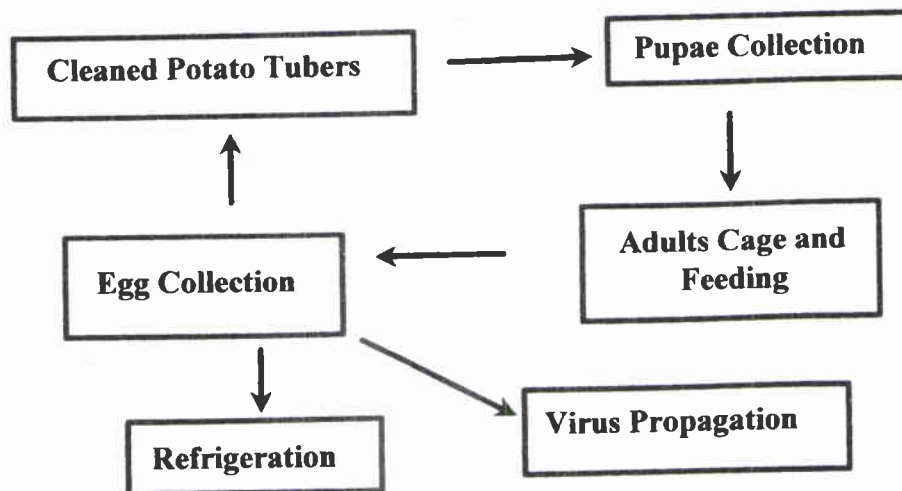 Cleaned Potato Tubers
Pupae Collection
Adults Cage and
Feeding
Egg Collection
Virus Propagation
Refrigeration